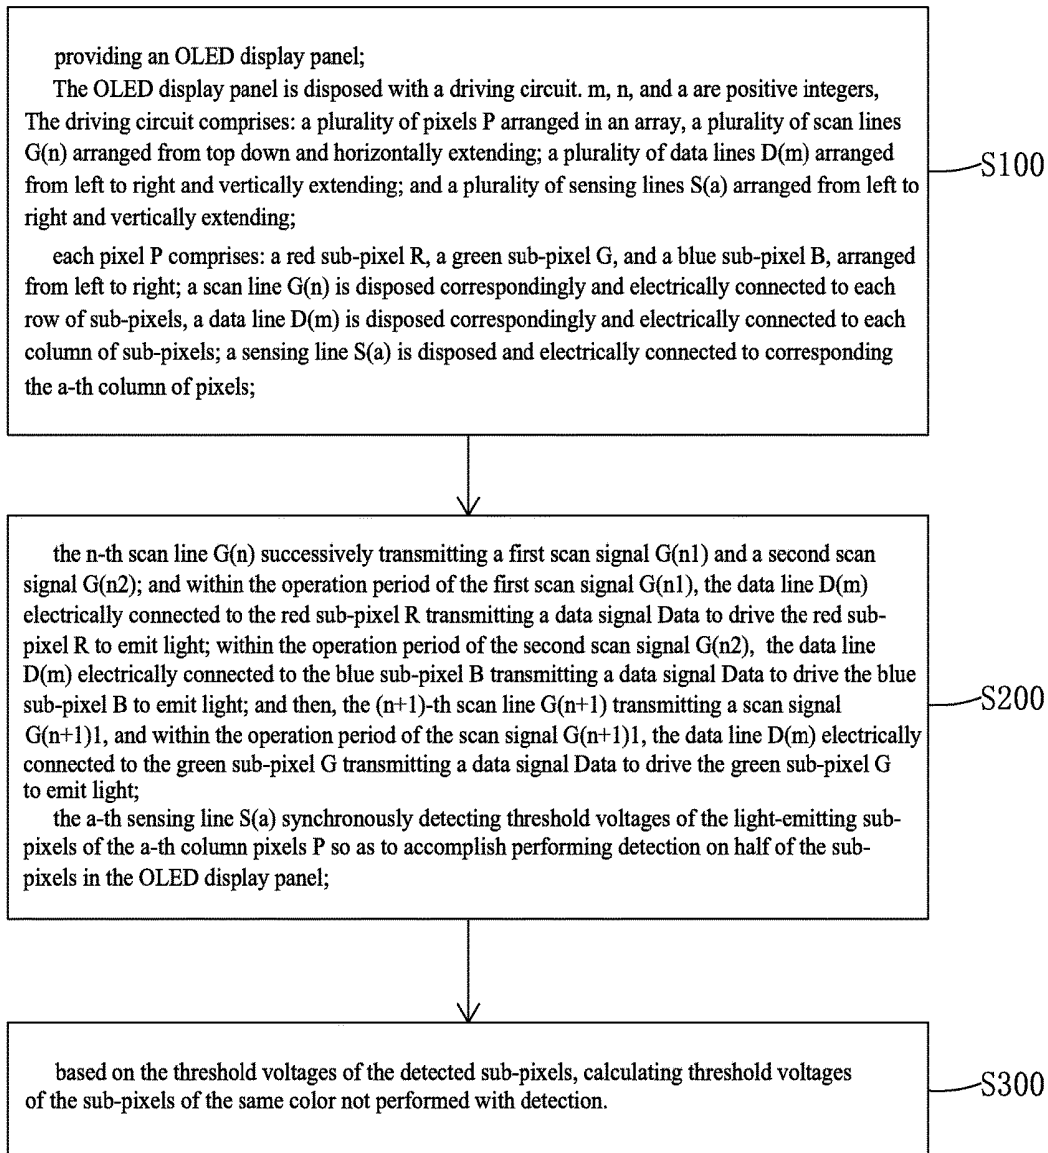 providing an OLED display panel;
The OLED display panel is disposed with a driving circuit. m, n, and a are positive integers,
The driving circuit comprises: a plurality of pixels P arranged in an array, a plurality of scan lines
G(n) arranged from top down and horizontally extending; a plurality of data lines D(m) arranged
from left to right and vertically extending; and a plurality of sensing lines S(a) arranged from left to
right and vertically extending;
each pixel P comprises: a red sub-pixel R, a green sub-pixel G, and a blue sub-pixel B, arranged
from left to right; a scan line G(n) is disposed correspondingly and electrically connected to each
row of sub-pixels, a data line D(m) is disposed correspondingly and electrically connected to each
column of sub-pixels; a sensing line S(a) is disposed and electrically connected to corresponding
the a-th column of pixels;
S100
the n-th scan line G(n) successively transmitting a first scan signal G(n1) and a second scan
signal G(n2); and within the operation period of the first scan signal G(n1), the data line D(m)
electrically connected to the red sub-pixel R transmitting a data signal Data to drive the red sub-
pixel R to emit light; within the operation period of the second scan signal G(n2), the data line
D(m) electrically connected to the blue sub-pixel B transmitting a data signal Data to drive the blue
sub-pixel B to emit light; and then, the (n+1)-th scan line G(n+1) transmitting a scan signal
G(n+1)1, and within the operation period of the scan signal G(n+1)1, the data line D(m) electrically
connected to the green sub-pixel G transmitting a data signal Data to drive the green sub-pixel G
to emit light;
the a-th sensing line S(a) synchronously detecting threshold voltages of the light-emitting sub-
pixels of the a-th column pixels P so as to accomplish performing detection on half of the sub-
pixels in the OLED display panel;
S200
based on the threshold voltages of the detected sub-pixels, calculating threshold voltages
of the sub-pixels of the same color not performed with detection.
S300